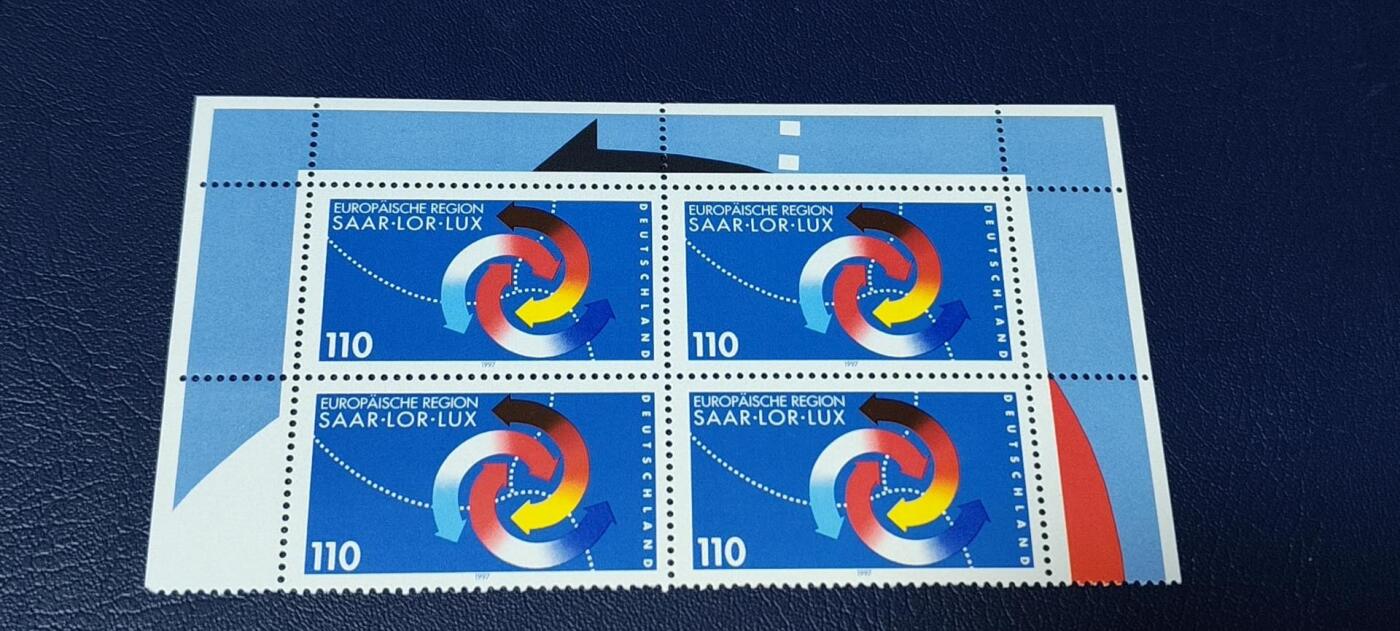 EUROPÄISCHE REGION
SAAR·LOR·LUX
DEUTSCHLAND
110
1997
EUROPÄISCHE REGION
SAAR·LOR·LUX
DEUTSCHLAND
110
1997
EUROPÄISCHE REGION
SAAR·LOR·LUX
DEUTSCHLAND
110
1997
EUROPÄISCHE REGION
SAAR·LOR·LUX
DEUTSCHLAND
110
1997